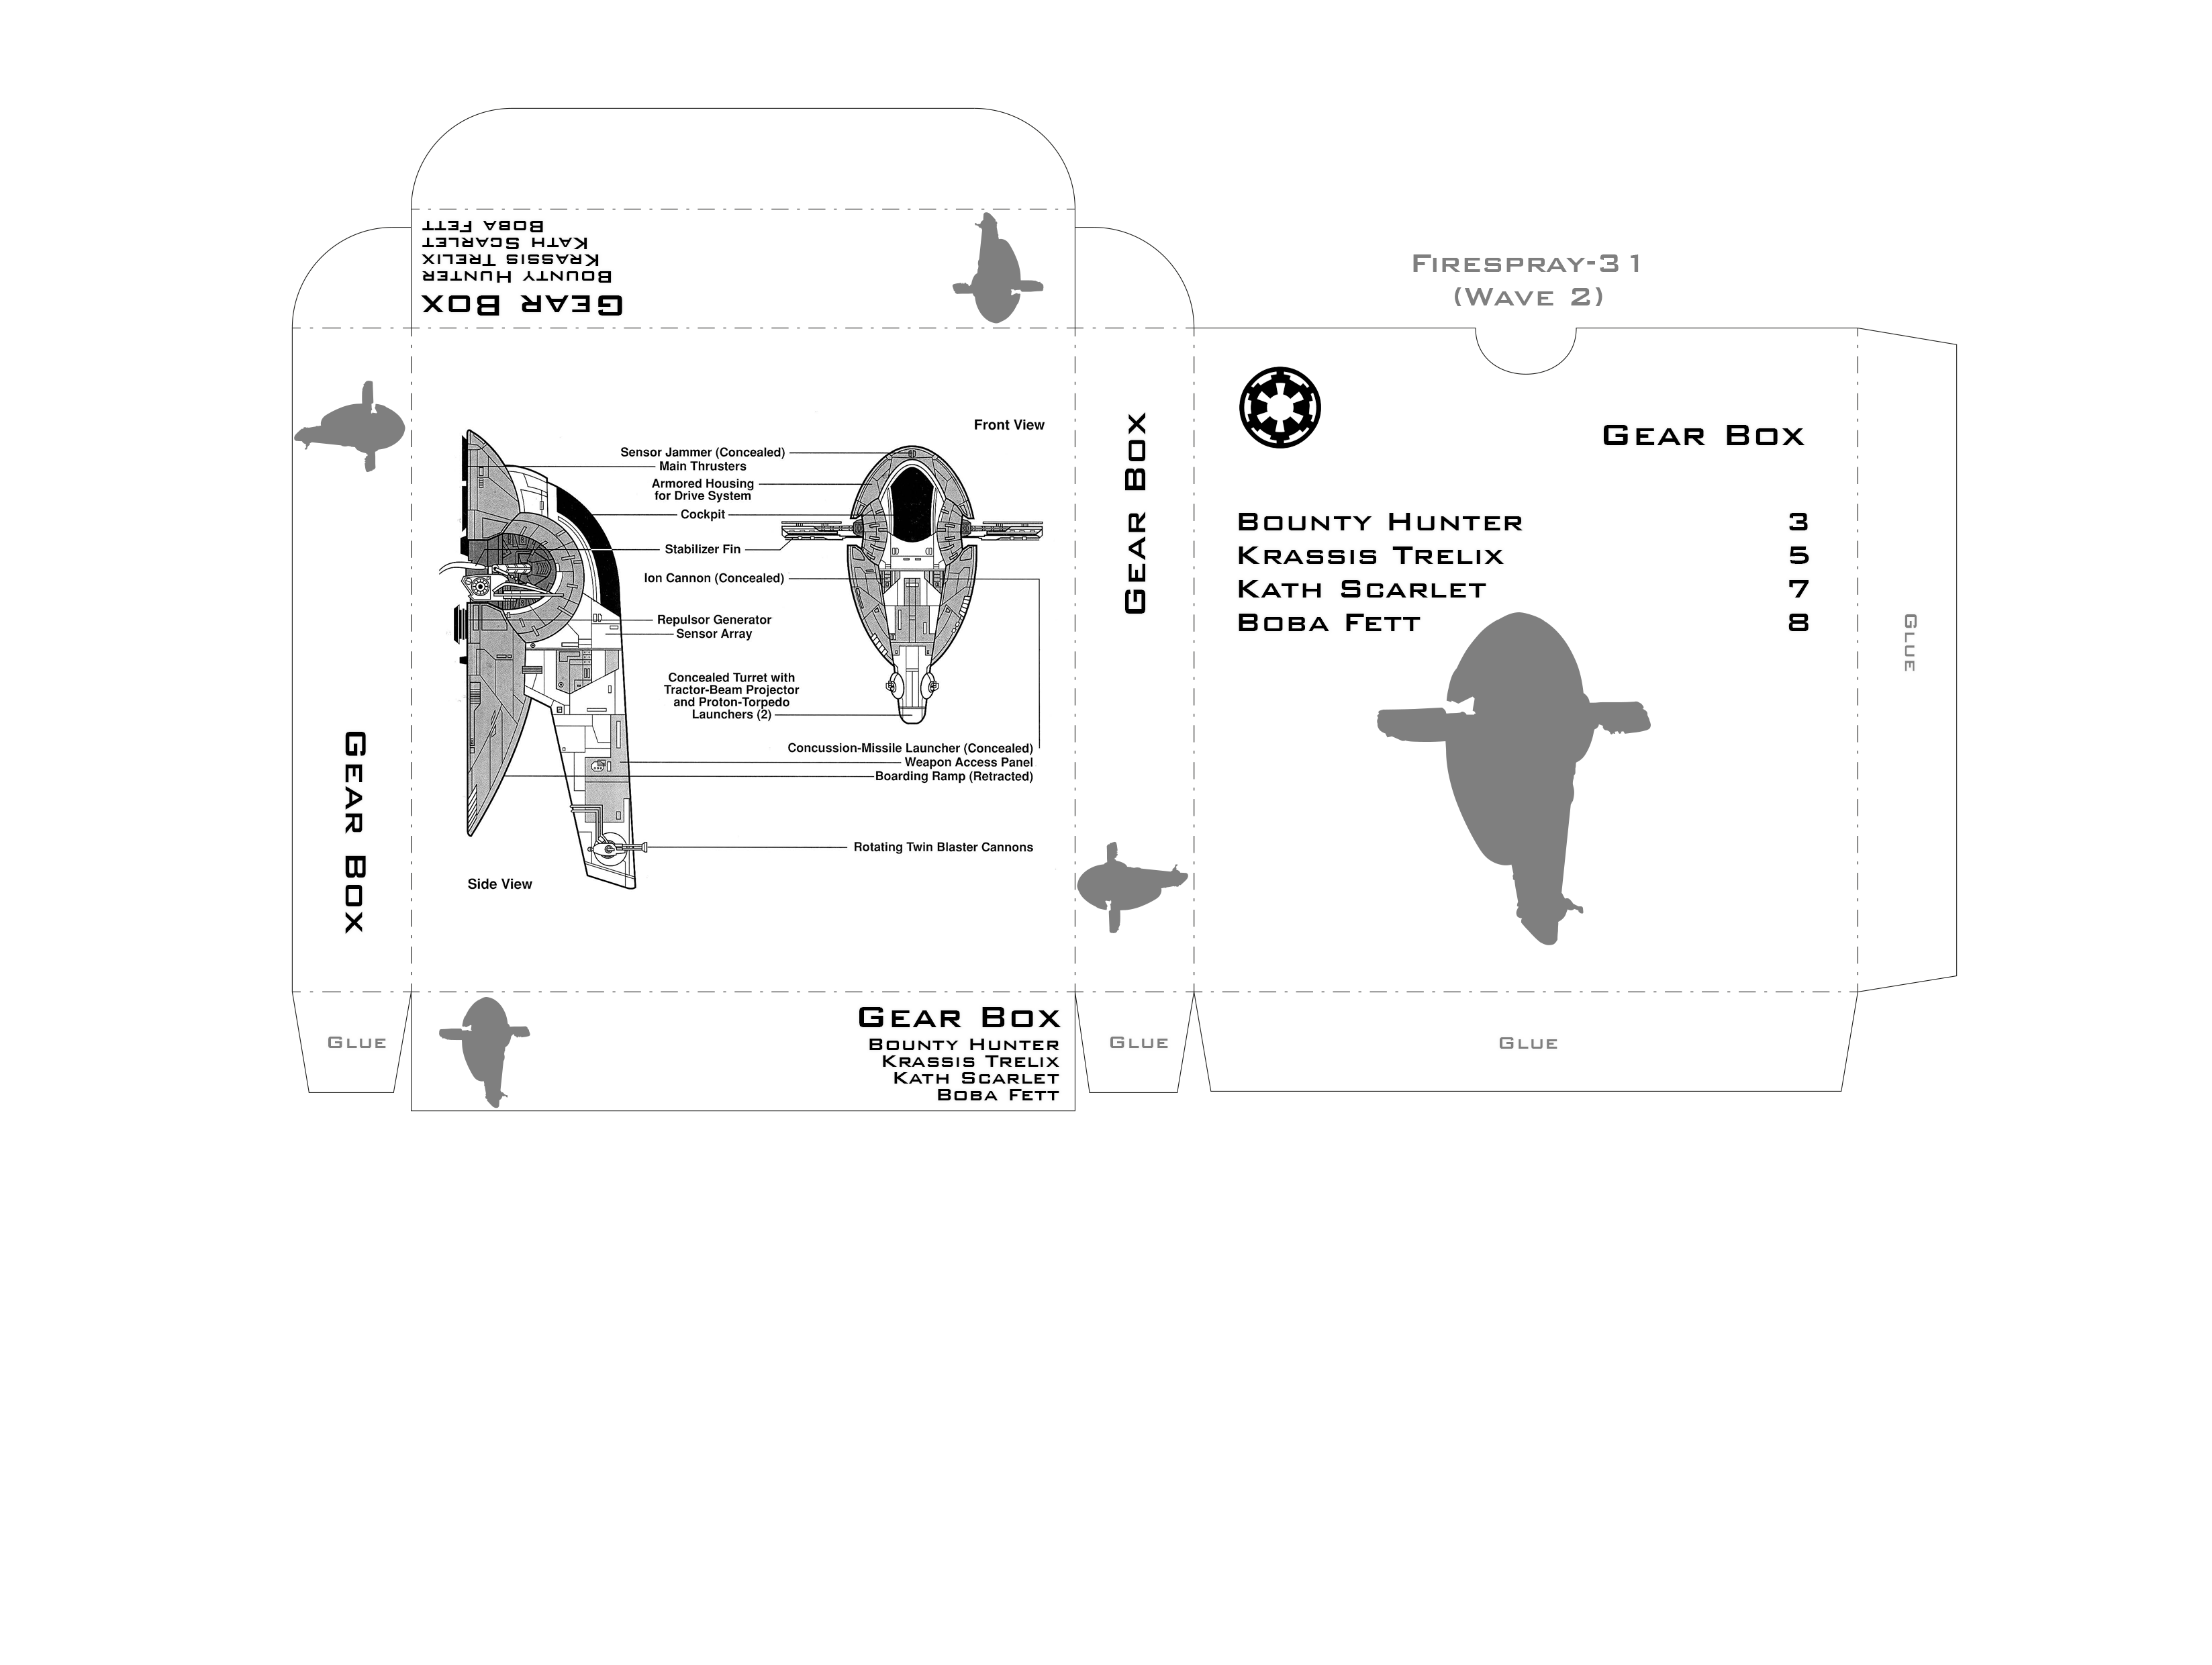 Boba Fett
Kath Scarlet
Krassis Trelix
Bounty Hunter
Gear Box
Firespray-31
(Wave 2)
Gear Box
Front View
Sensor Jammer (Concealed)
Main Thrusters
Armored Housing
for Drive System
Cockpit
Stabilizer Fin
Ion Cannon (Concealed)
Repulsor Generator
Sensor Array
Concealed Turret with
Tractor-Beam Projector
and Proton-Torpedo
Launchers (2)
Concussion-Missile Launcher (Concealed)
Weapon Access Panel
Boarding Ramp (Retracted)
Rotating Twin Blaster Cannons
Side View
Gear Box
Gear Box
Bounty Hunter 3
Krassis Trelix 5
Kath Scarlet 7
Boba Fett 8
Glue
Glue
Gear Box
Bounty Hunter
Krassis Trelix
Kath Scarlet
Boba Fett
Glue
Glue